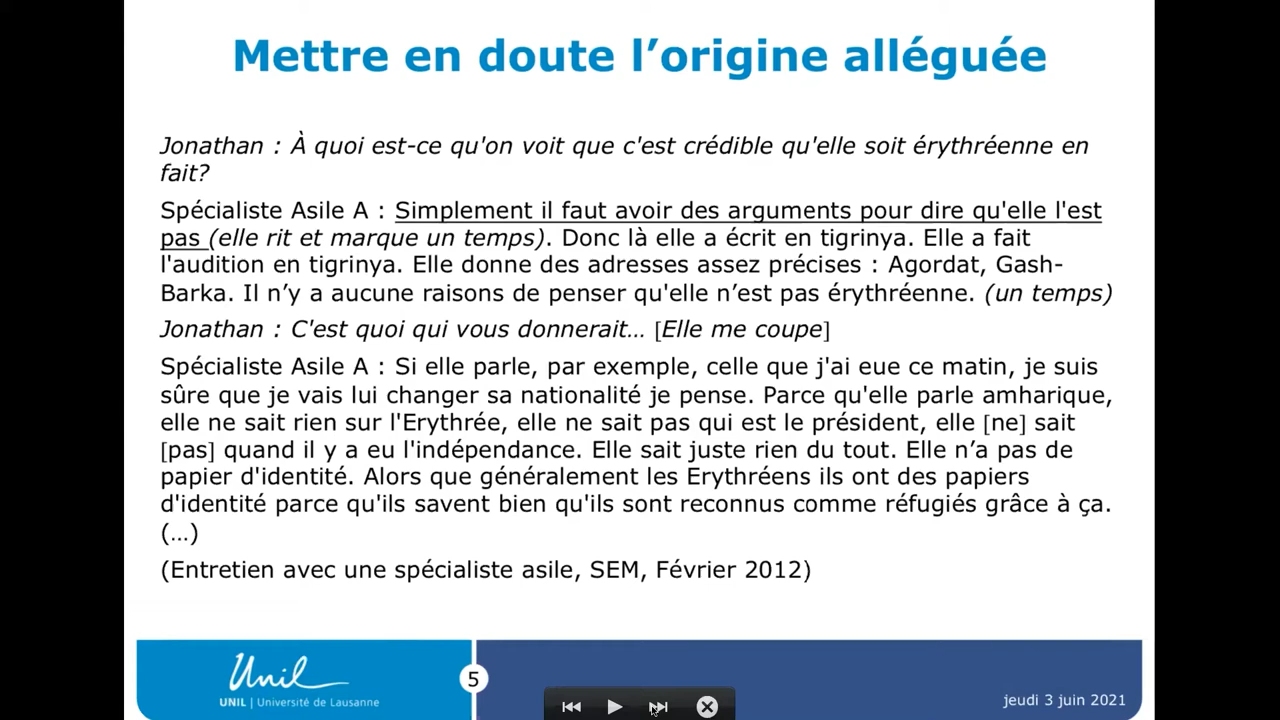 Mettre en doute l’origine alléguée
Jonathan : À quoi est-ce qu'on voit que c'est crédible qu'elle soit érythréenne en
fait?
Spécialiste Asile A : Simplement il faut avoir des arguments pour dire qu'elle l'est
pas (elle rit et marque un temps). Donc là elle a écrit en tigrinya. Elle a fait
l'audition en tigrinya. Elle donne des adresses assez précises : Agordat, Gash-
Barka. Il n’y a aucune raisons de penser qu'elle n’est pas érythréenne. (un temps)
Jonathan : C'est quoi qui vous donnerait… [Elle me coupe]
Spécialiste Asile A : Si elle parle, par exemple, celle que j'ai eue ce matin, je suis
sûre que je vais lui changer sa nationalité je pense. Parce qu'elle parle amharique,
elle ne sait rien sur l'Erythrée, elle ne sait pas qui est le président, elle [ne] sait
[pas] quand il y a eu l'indépendance. Elle sait juste rien du tout. Elle n’a pas de
papier d'identité. Alors que généralement les Erythréens ils ont des papiers
d'identité parce qu'ils savent bien qu'ils sont reconnus comme réfugiés grâce à ça.
(…)
(Entretien avec une spécialiste asile, SEM, Février 2012)
Unil
UNIL | Université de Lausanne
5
jeudi 3 juin 2021